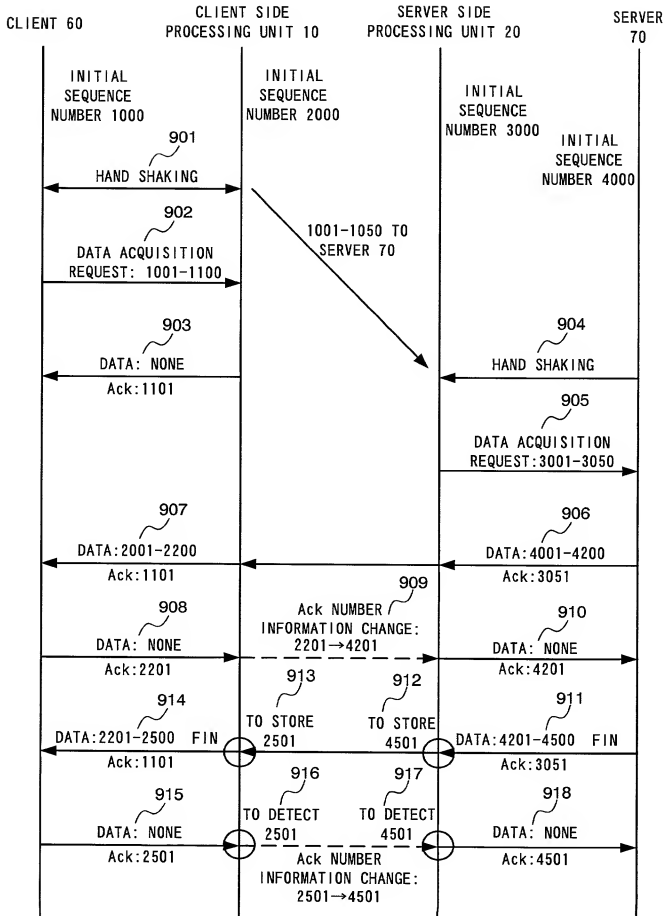 CLIENT 60
CLIENT SIDE
PROCESSING UNIT 10
SERVER SIDE
PROCESSING UNIT 20
SERVER
70
INITIAL
SEQUENCE
NUMBER 1000
INITIAL
SEQUENCE
NUMBER 2000
INITIAL
SEQUENCE
NUMBER 3000
INITIAL
SEQUENCE
NUMBER 4000
901
HAND SHAKING
902
DATA ACQUISITION
REQUEST: 1001-1100
1001-1050 TO
SERVER 70
903
DATA: NONE
Ack:1101
904
HAND SHAKING
905
DATA ACQUISITION
REQUEST:3001-3050
907
DATA:2001-2200
Ack:1101
906
DATA:4001-4200
Ack:3051
908
DATA: NONE
Ack:2201
909
Ack NUMBER
INFORMATION CHANGE:
2201→4201
910
DATA: NONE
Ack:4201
914
DATA:2201-2500 FIN
Ack:1101
913
TO STORE
2501
912
TO STORE
4501
911
DATA:4201-4500 FIN
Ack:3051
915
DATA: NONE
Ack:2501
916
TO DETECT
2501
917
TO DETECT
4501
Ack NUMBER
INFORMATION CHANGE:
2501→4501
918
DATA: NONE
Ack:4501